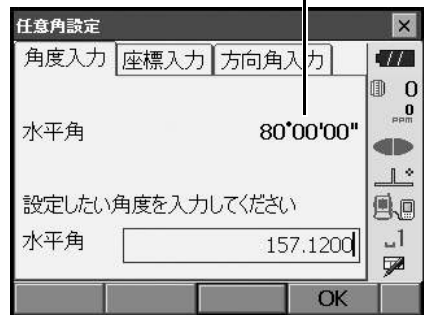 任意角設定
角度入力 座標入力 方向角入力
0
0
ppm
水平角 80°00'00"
設定したい角度を入力してください
水平角 157.1200
1
OK